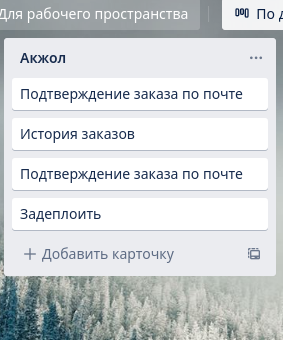 Для рабочего пространства
По
Акжол
Подтверждение заказа по почте
История заказов
Подтверждение заказа по почте
Задеплоить
Добавить карточку